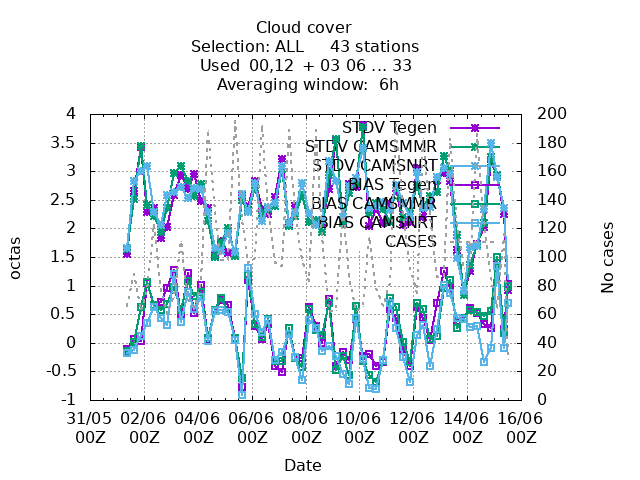 Cloud cover
Selection: ALL 43 stations
Used 00,12 + 03 06 ... 33
Averaging window: 6h
4
3.5
3
2.5
2
1.5
1
0.5
0
-0.5
-1
octas
200
180
160
140
120
100
80
60
40
20
0
No cases
STDV Tegen
STDV CAMSMMR
STDV CAMSNRT
BIAS Tegen
BIAS CAMSMMR
BIAS CAMSNRT
CASES
31/05 02/06 04/06 06/06 08/06 10/06 12/06 14/06 16/06
00Z 00Z 00Z 00Z 00Z 00Z 00Z 00Z 00Z
Date